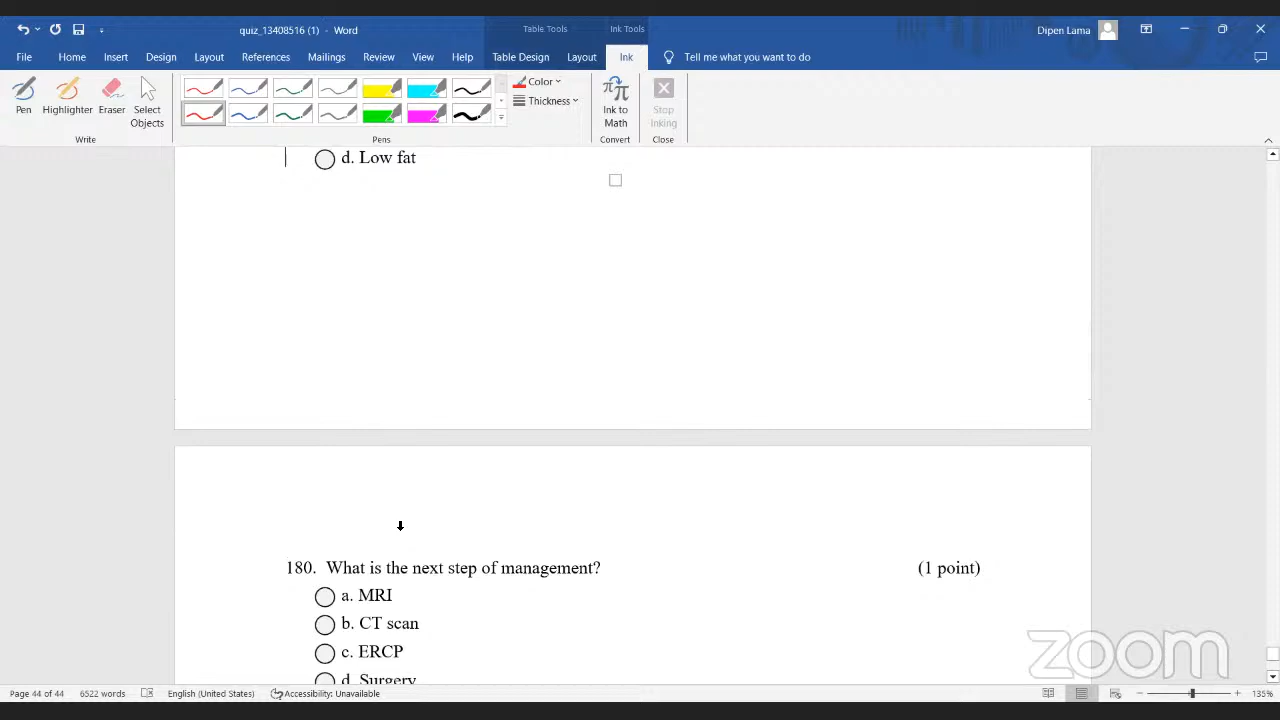 quiz_13408516 (1) - Word
Table Tools
Ink Tools
Dipen Lama
File Home Insert Design Layout References Mailings Review View Help Table Design Layout Ink Tell me what you want to do
Pen
Highlighter
Eraser
Select
Objects
Color
Thickness
Ink to
Math
Stop
Inking
Write
Pens
Convert
Close
d. Low fat
180. What is the next step of management? (1 point)
a. MRI
b. CT scan
c. ERCP
d. Surgery
zoom
Page 44 of 44 6522 words English (United States) Accessibility: Unavailable 135%